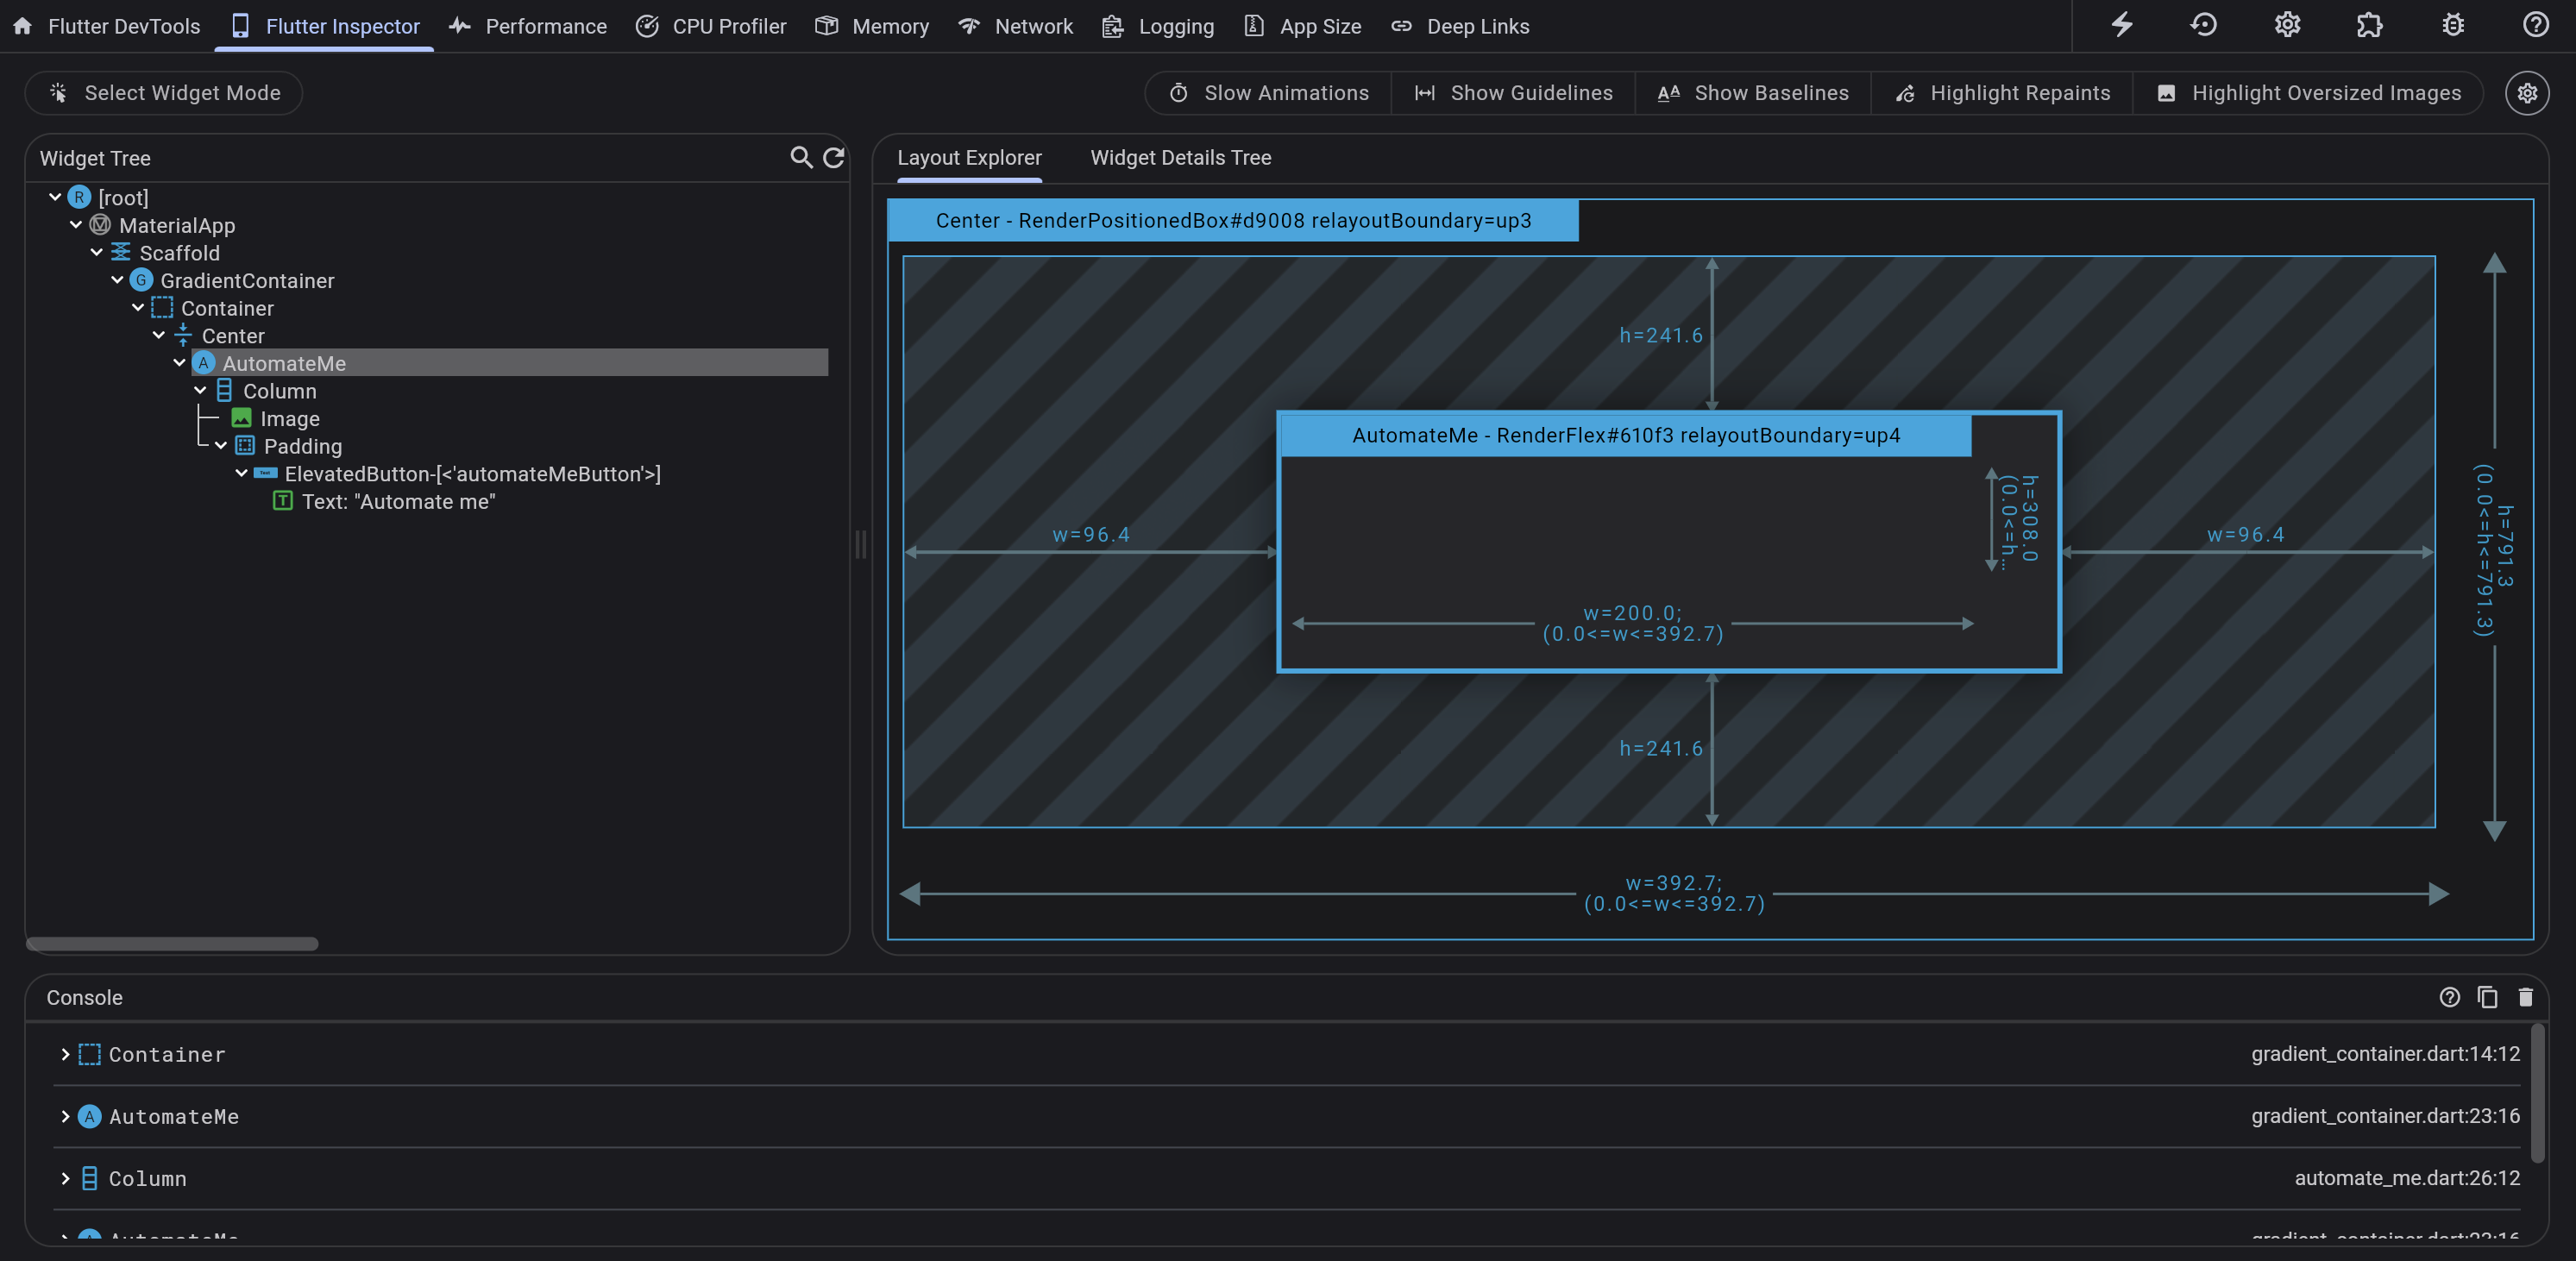 Flutter DevTools
Flutter Inspector
Performance
CPU Profiler
Memory
Network
Logging
App Size
Deep Links
Select Widget Mode
Slow Animations
Show Guidelines
Show Baselines
Highlight Repaints
Highlight Oversized Images
Widget Tree
R [root]
MaterialApp
Scaffold
G GradientContainer
Container
Center
A AutomateMe
Column
Image
Padding
ElevatedButton-[<'automateMeButton'>]
T Text: "Automate me"
Layout Explorer
Widget Details Tree
Center - RenderPositionedBox#d9008 relayoutBoundary=up3
h=241.6
AutomateMe - RenderFlex#610f3 relayoutBoundary=up4
h=308.0
(0.0<=h...
w=96.4
w=96.4
w=200.0;
(0.0<=w<=392.7)
h=241.6
h=791.3
(0.0<=h<=791.3)
w=392.7;
(0.0<=w<=392.7)
Console
Container
gradient_container.dart:14:12
A AutomateMe
gradient_container.dart:23:16
Column
automate_me.dart:26:12
AutomateMe
gradient_container.dart:23:16